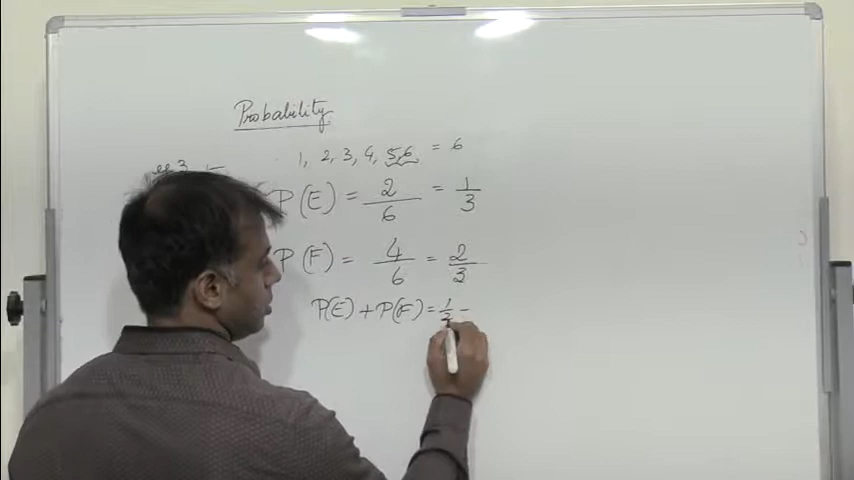 Probability
1, 2, 3, 4, 5, 6 = 6
P(E) = 2/6 = 1/3
P(F) = 4/6 = 2/3
P(E) + P(F) = 1/3